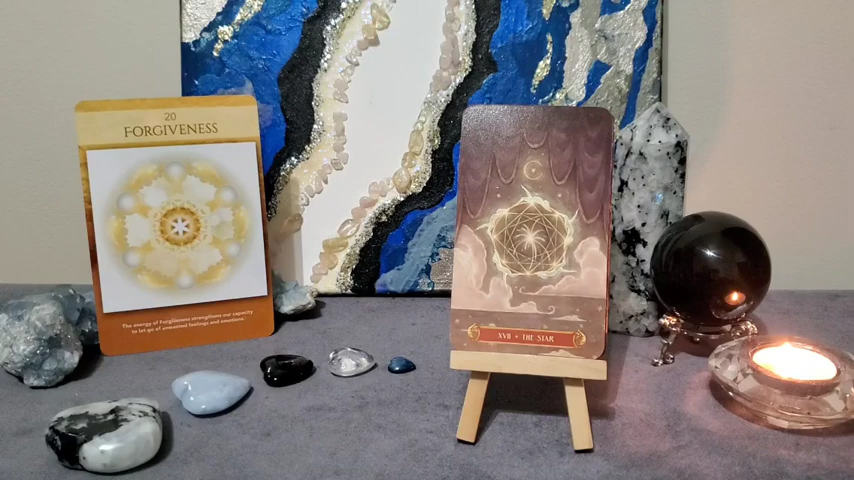 20
FORGIVENESS
The energy of Forgiveness strengthens our capacity
to let go of unwanted feelings and emotions.
XVII • THE STAR